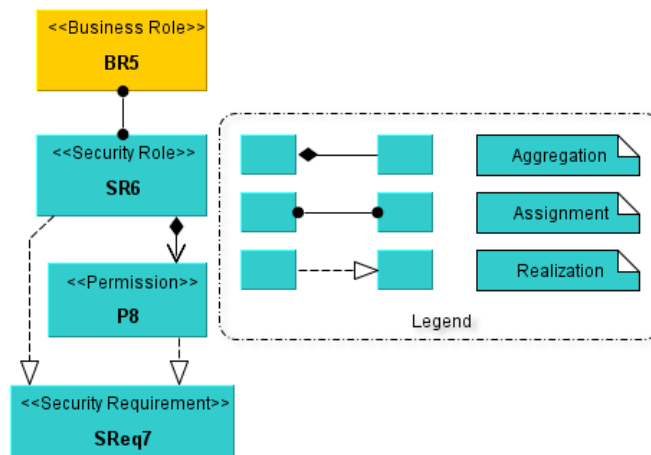 <<Business Role>>
BR5
<<Security Role>>
SR6
<<Permission>>
P8
<<Security Requirement>>
SReq7
Aggregation
Assignment
Realization
Legend